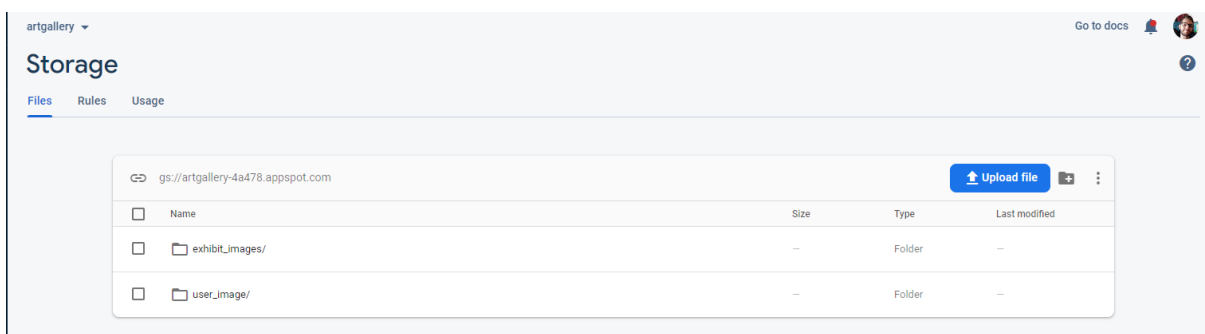 artgallery Go to docs
Storage
Files Rules Usage
gs://artgallery-4a478.appspot.com Upload file
Name Size Type Last modified
exhibit_images/ — Folder —
user_image/ — Folder —